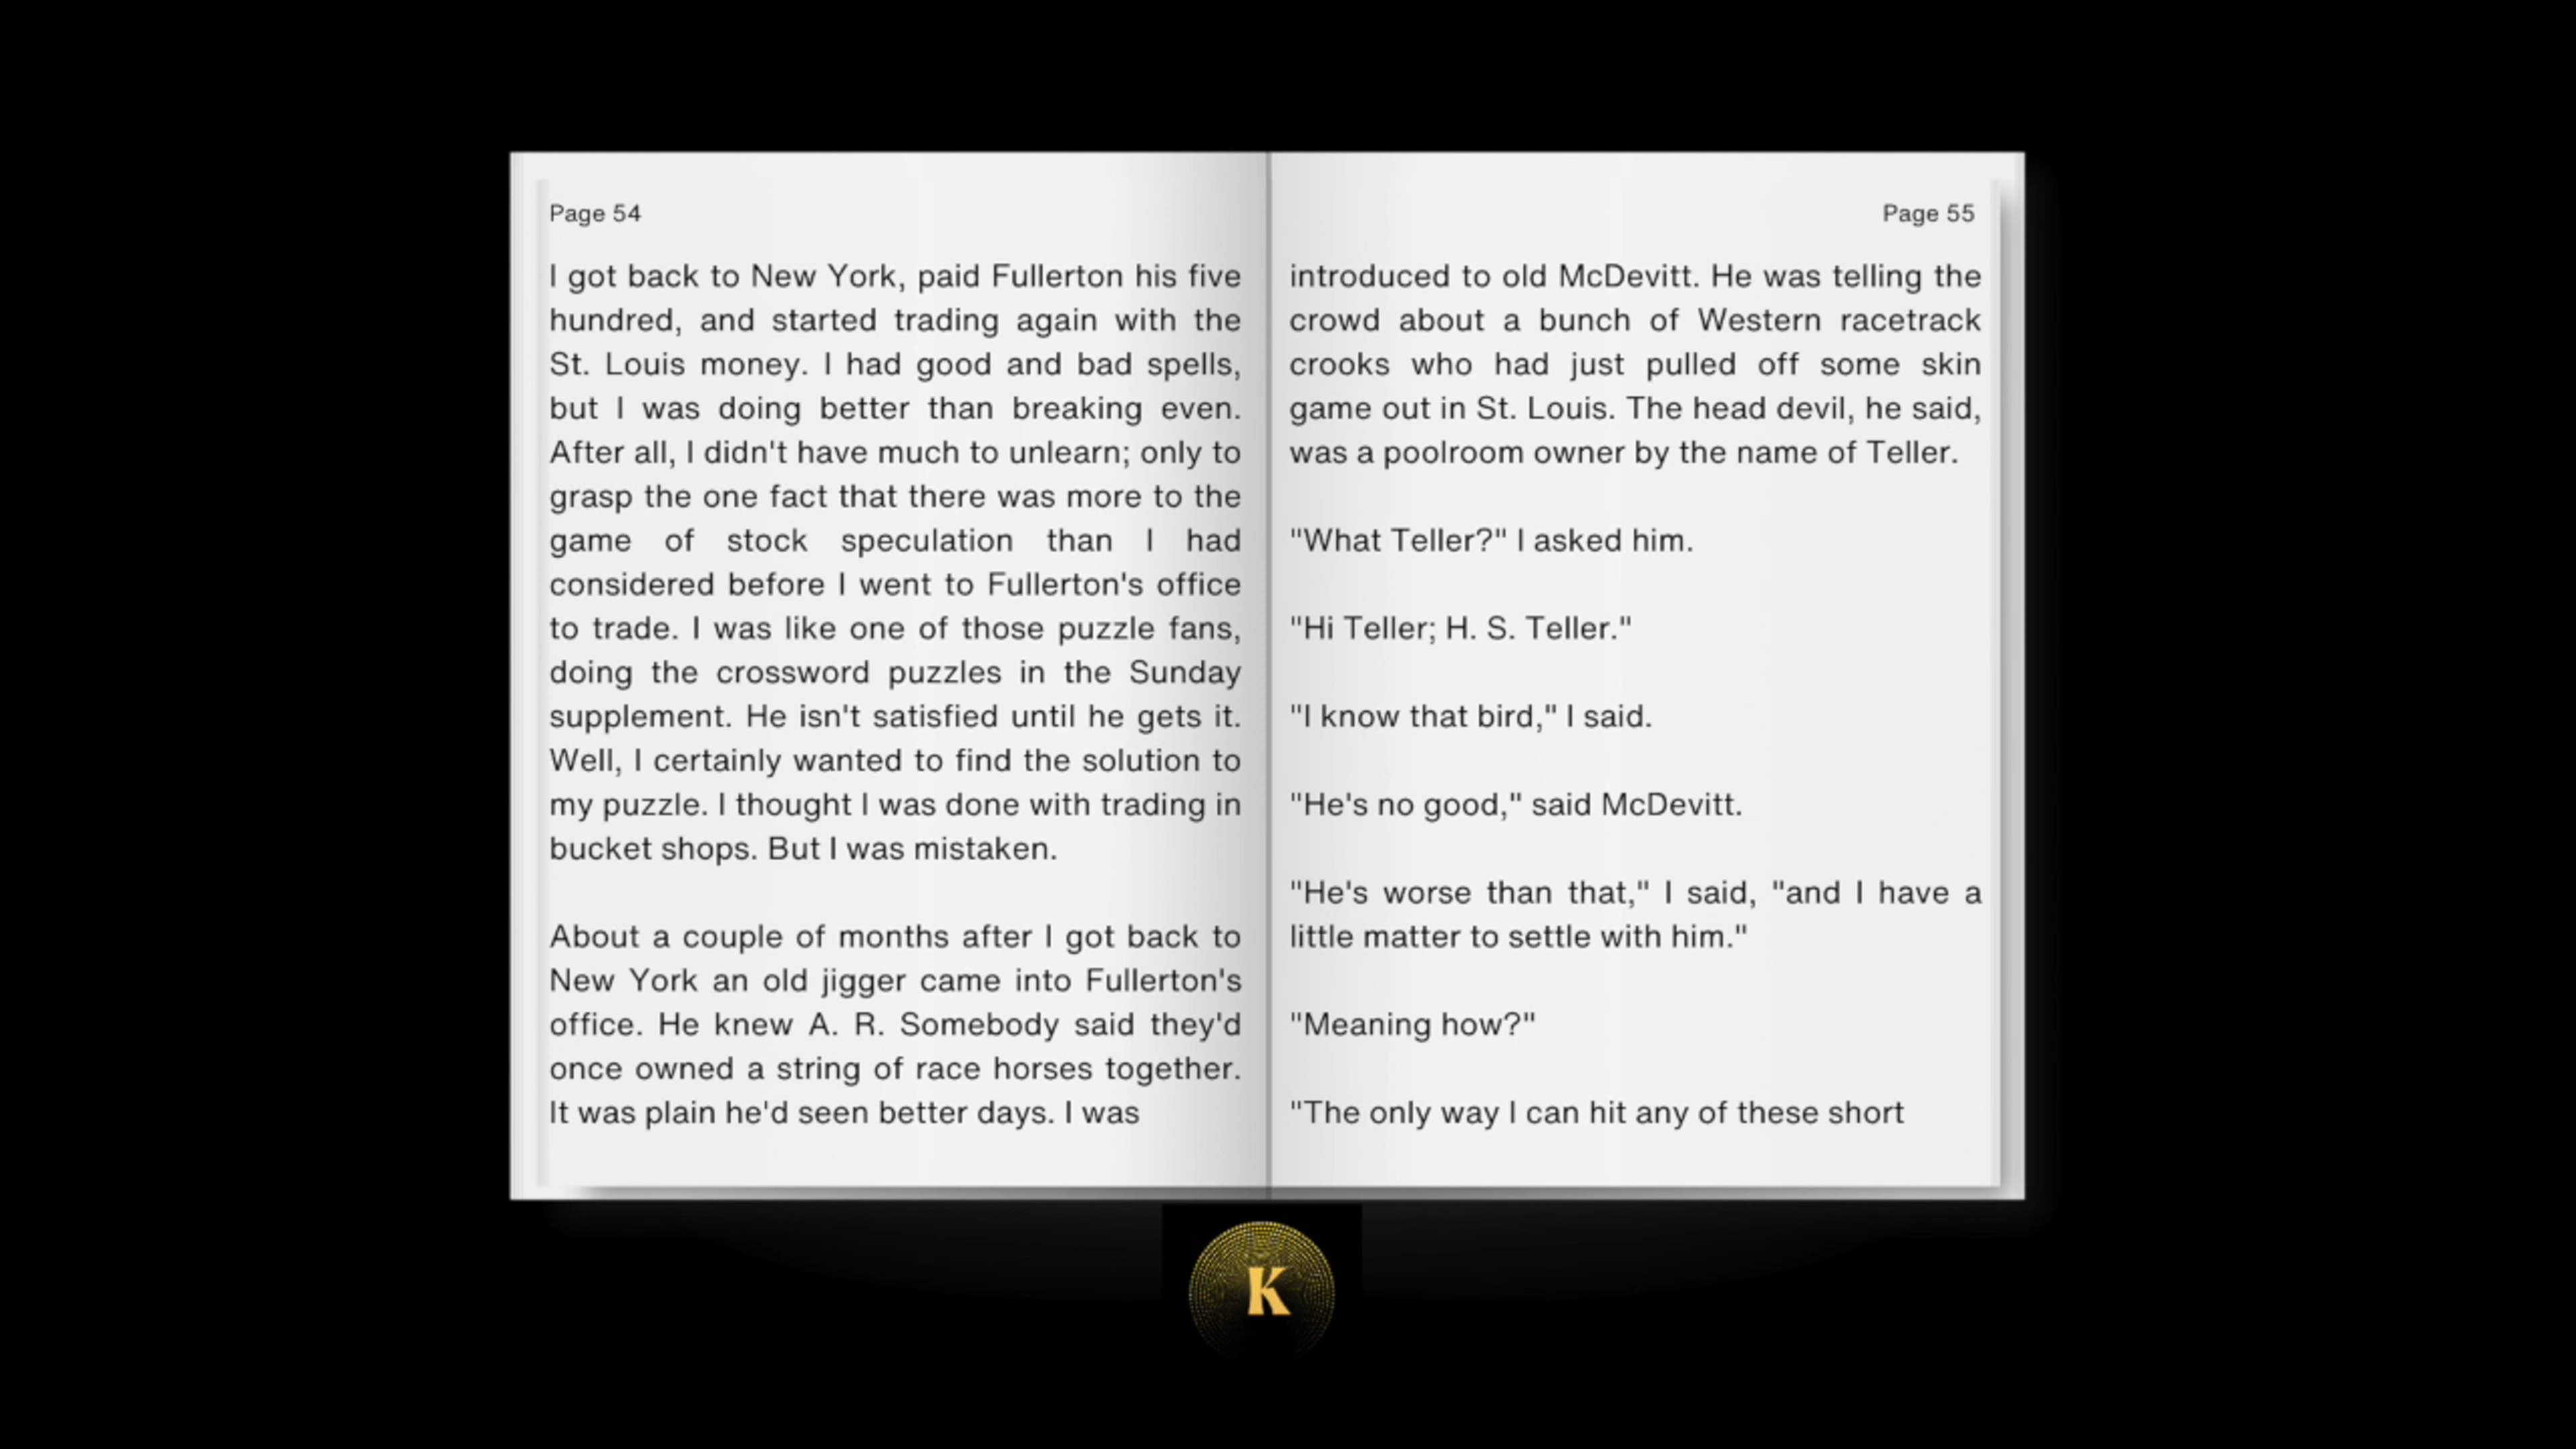 Page 54
I got back to New York, paid Fullerton his five
hundred, and started trading again with the
St. Louis money. I had good and bad spells,
but I was doing better than breaking even.
After all, I didn't have much to unlearn; only to
grasp the one fact that there was more to the
game of stock speculation than I had
considered before I went to Fullerton's office
to trade. I was like one of those puzzle fans,
doing the crossword puzzles in the Sunday
supplement. He isn't satisfied until he gets it.
Well, I certainly wanted to find the solution to
my puzzle. I thought I was done with trading in
bucket shops. But I was mistaken.
About a couple of months after I got back to
New York an old jigger came into Fullerton's
office. He knew A. R. Somebody said they'd
once owned a string of race horses together.
It was plain he'd seen better days. I was
Page 55
introduced to old McDevitt. He was telling the
crowd about a bunch of Western racetrack
crooks who had just pulled off some skin
game out in St. Louis. The head devil, he said,
was a poolroom owner by the name of Teller.
"What Teller?" I asked him.
"Hi Teller; H. S. Teller."
"I know that bird," I said.
"He's no good," said McDevitt.
"He's worse than that," I said, "and I have a
little matter to settle with him."
"Meaning how?"
"The only way I can hit any of these short
K